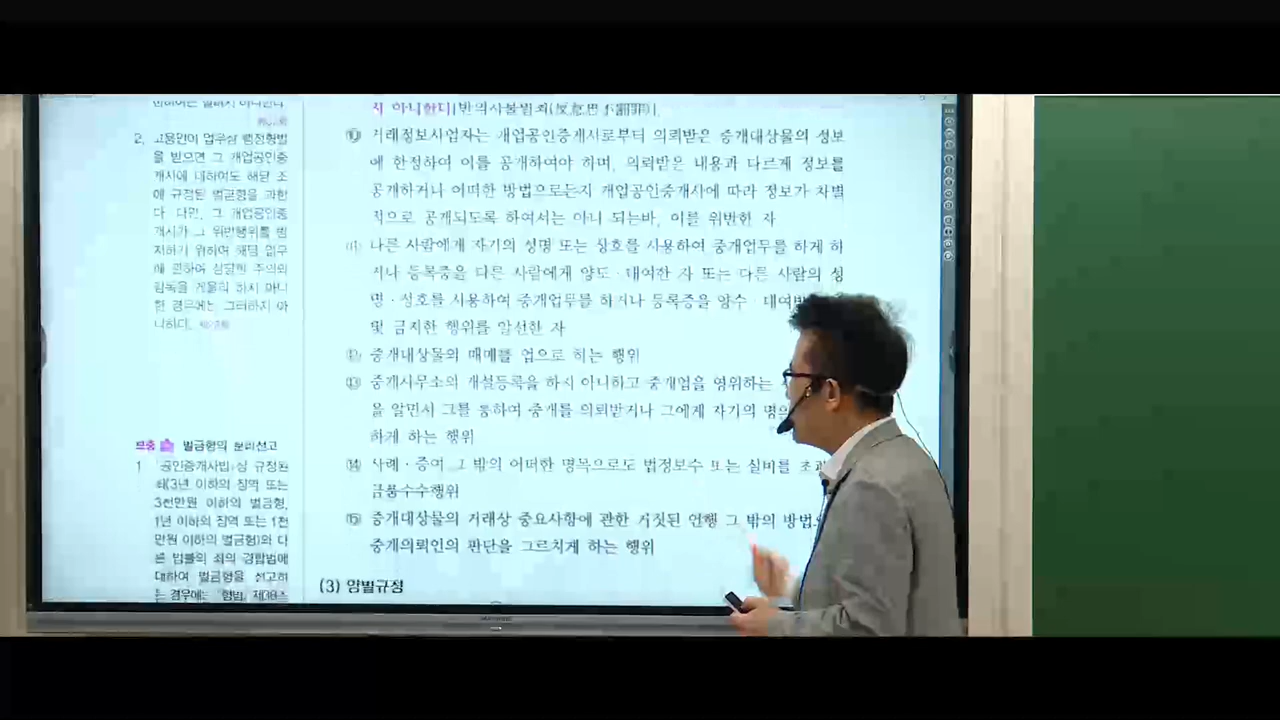 2. 고용인이 업무상 행정형벌
을 받으면 그 개업공인중
개사에 대하여도 해당 조
에 규정된 벌금형을 과한
다. 다만, 그 개업공인중
개사가 그 위반행위를 방
지하기 위하여 해당 업무
에 관하여 상당한 주의와
감독을 게을리 하지 아니
한 경우에는 그러하지 아
니하다.
보충 벌금형의 분리선고
1 「공인중개사법」상 규정된
죄(3년 이하의 징역 또는
3천만원 이하의 벌금형,
1년 이하의 징역 또는 1천
만원 이하의 벌금형)와 다
른 법률의 죄의 경합범에
대하여 벌금형을 선고하
는 경우에는 「형법」 제38조
시 아니한다[반의사불벌죄(反意思不罰罪)].
⑩ 거래정보사업자는 개업공인중개사로부터 의뢰받은 중개대상물의 정보
에 한정하여 이를 공개하여야 하며, 의뢰받은 내용과 다르게 정보를
공개하거나 어떠한 방법으로든지 개업공인중개사에 따라 정보가 차별
적으로 공개되도록 하여서는 아니 되는바, 이를 위반한 자
⑪ 다른 사람에게 자기의 성명 또는 상호를 사용하여 중개업무를 하게 하
거나 등록증을 다른 사람에게 양도·대여한 자 또는 다른 사람의 성
명·상호를 사용하여 중개업무를 하거나 등록증을 양수·대여받
및 금지한 행위를 알선한 자
⑫ 중개대상물의 매매를 업으로 하는 행위
⑬ 중개사무소의 개설등록을 하지 아니하고 중개업을 영위하는
을 알면서 그를 통하여 중개를 의뢰받거나 그에게 자기의 명의
하게 하는 행위
⑭ 사례·증여 그 밖의 어떠한 명목으로도 법정보수 또는 실비를 초과
금품수수행위
⑮ 중개대상물의 거래상 중요사항에 관한 거짓된 언행 그 밖의 방법으
중개의뢰인의 판단을 그르치게 하는 행위
(3) 양벌규정